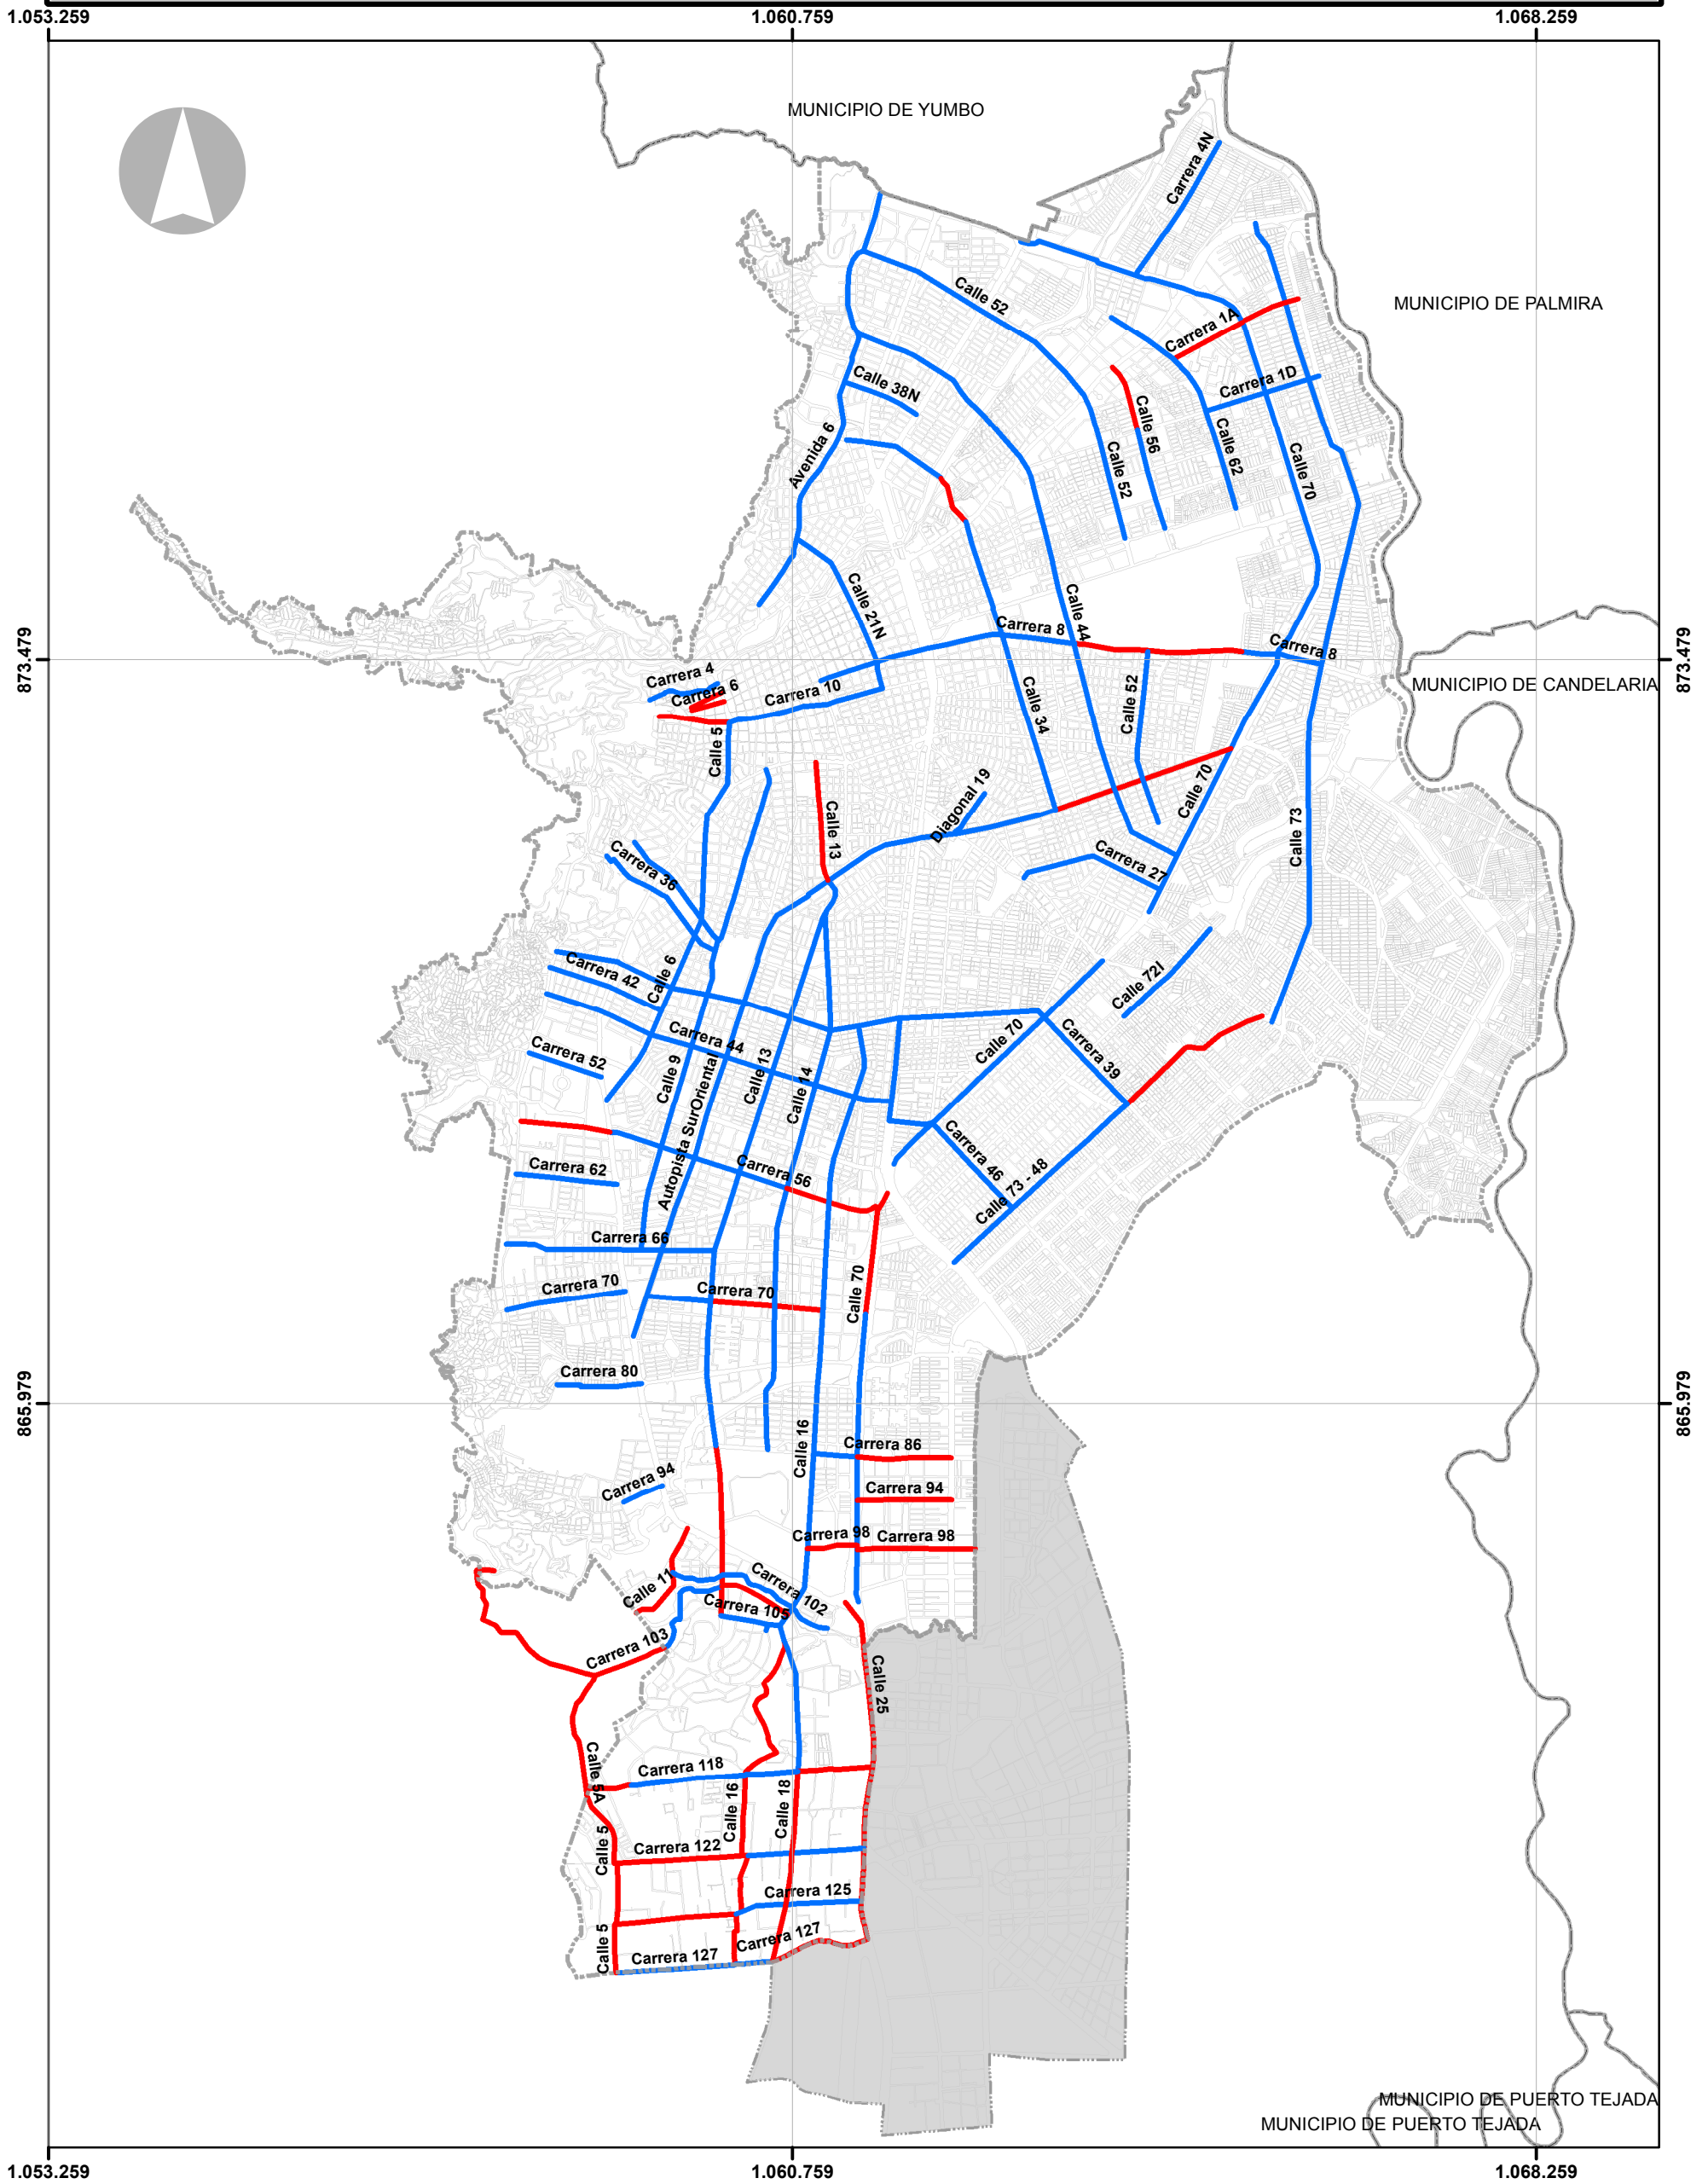 1.053.259
1.060.759
1.068.259
MUNICIPIO DE YUMBO
Carrera 4N
MUNICIPIO DE PALMIRA
Calle 52
Carrera 1A
Calle 38N
Carrera 1D
Calle 56
Avenida 6
Calle 62
Calle 52
Calle 70
Calle 21N
Calle 44
Carrera 8
Carrera 8
873.479
873.479
Carrera 4
Carrera 6
Carrera 10
MUNICIPIO DE CANDELARIA
Calle 34
Calle 52
Calle 5
Calle 70
Diagonal 19
Calle 13
Calle 73
Carrera 27
Carrera 36
Calle 6
Carrera 42
Calle 72I
Carrera 44
Calle 70
Carrera 39
Carrera 52
Calle 9
Calle 13
Calle 14
Autopista SurOriental
Carrera 62
Carrera 56
Carrera 46
Calle 73 - 48
Carrera 66
Carrera 70
Carrera 70
Calle 70
Carrera 80
865.979
865.979
Calle 16
Carrera 86
Carrera 94
Carrera 94
Carrera 98
Carrera 98
Calle 11
Carrera 102
Carrera 105
Carrera 103
Calle 25
Calle 5A
Carrera 118
Calle 16
Calle 18
Calle 5
Carrera 122
Carrera 125
Calle 5
Carrera 127
Carrera 127
MUNICIPIO DE PUERTO TEJADA
MUNICIPIO DE PUERTO TEJADA
1.053.259
1.060.759
1.068.259